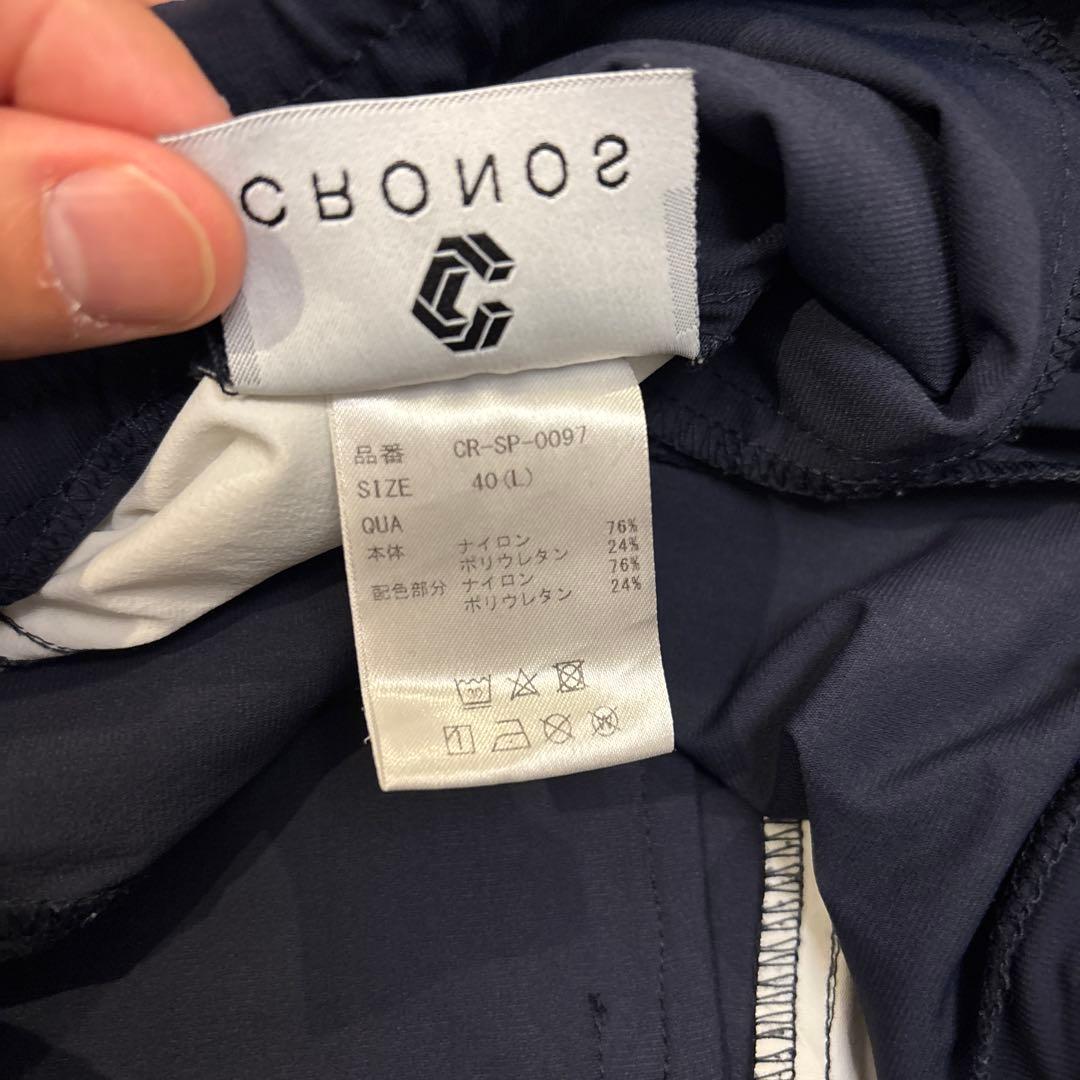 CRONOS
品番 CR-SP-0097
SIZE 40(L)
QUA
本体 ナイロン 76%
ポリウレタン 24%
配色部分 ナイロン 76%
ポリウレタン 24%
30
W